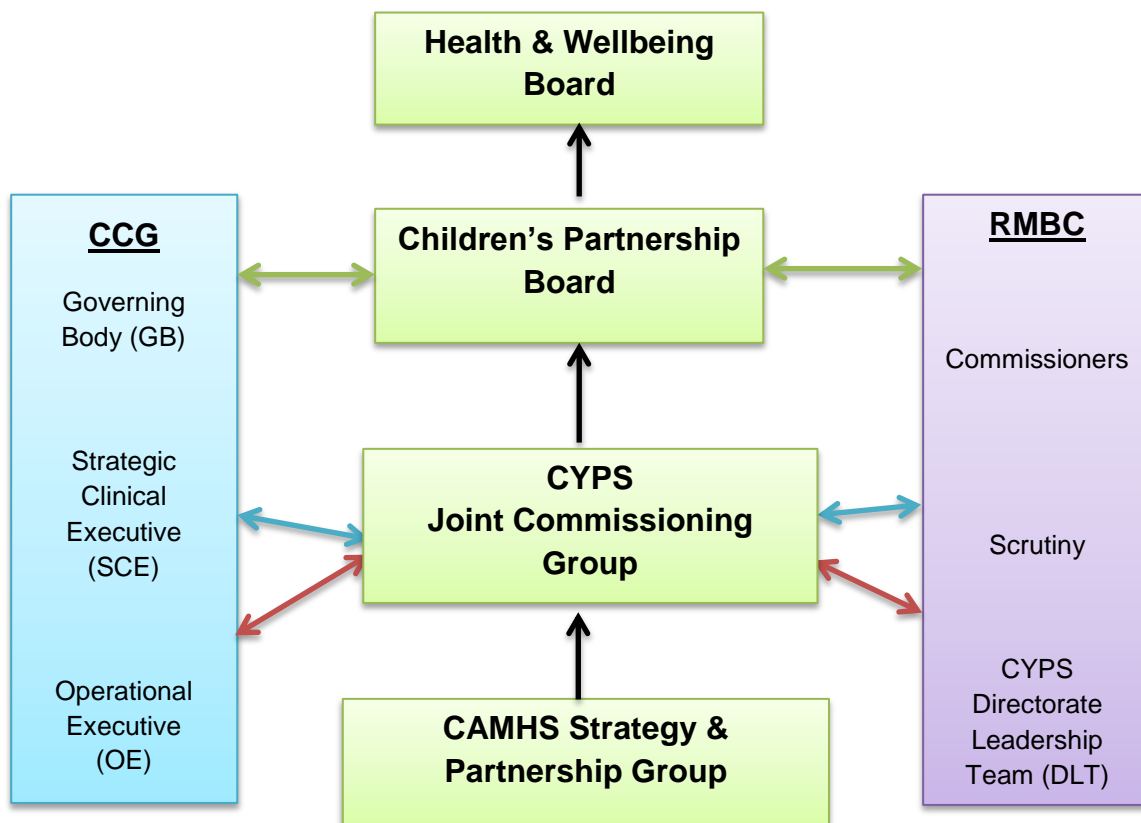 Health & Wellbeing
Board
CCG
Governing
Body (GB)
Strategic
Clinical
Executive
(SCE)
Operational
Executive
(OE)
Children’s Partnership
Board
CYPS
Joint Commissioning
Group
CAMHS Strategy &
Partnership Group
RMBC
Commissioners
Scrutiny
CYPS
Directorate
Leadership
Team (DLT)